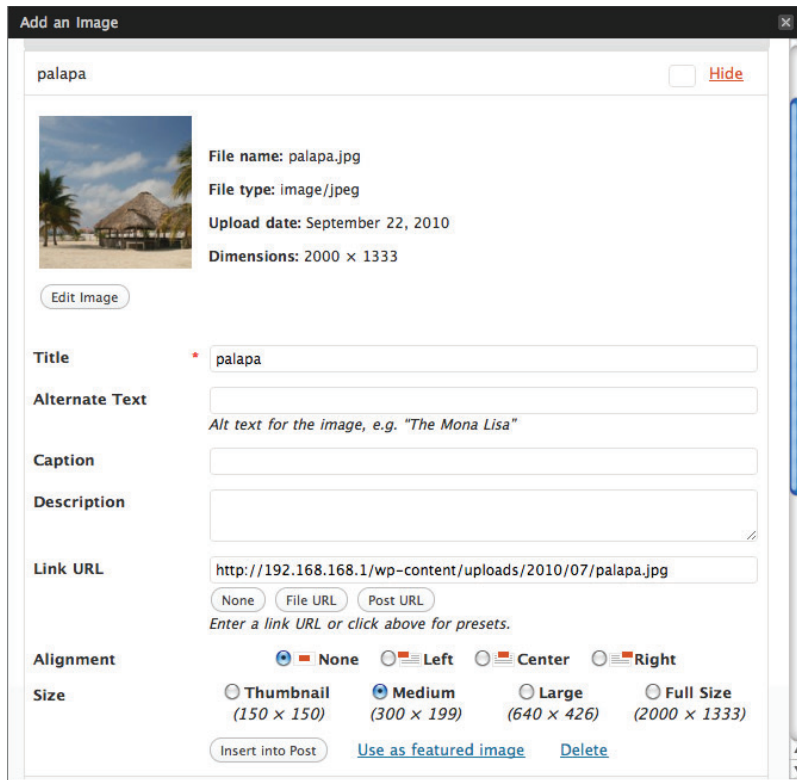 Add an Image
palapa Hide
File name: palapa.jpg
File type: image/jpeg
Upload date: September 22, 2010
Dimensions: 2000 × 1333
Edit Image
Title * palapa
Alternate Text
Alt text for the image, e.g. “The Mona Lisa”
Caption
Description
Link URL http://192.168.168.1/wp-content/uploads/2010/07/palapa.jpg
None File URL Post URL
Enter a link URL or click above for presets.
Alignment None Left Center Right
Size Thumbnail Medium Large Full Size
(150 × 150) (300 × 199) (640 × 426) (2000 × 1333)
Insert into Post Use as featured image Delete